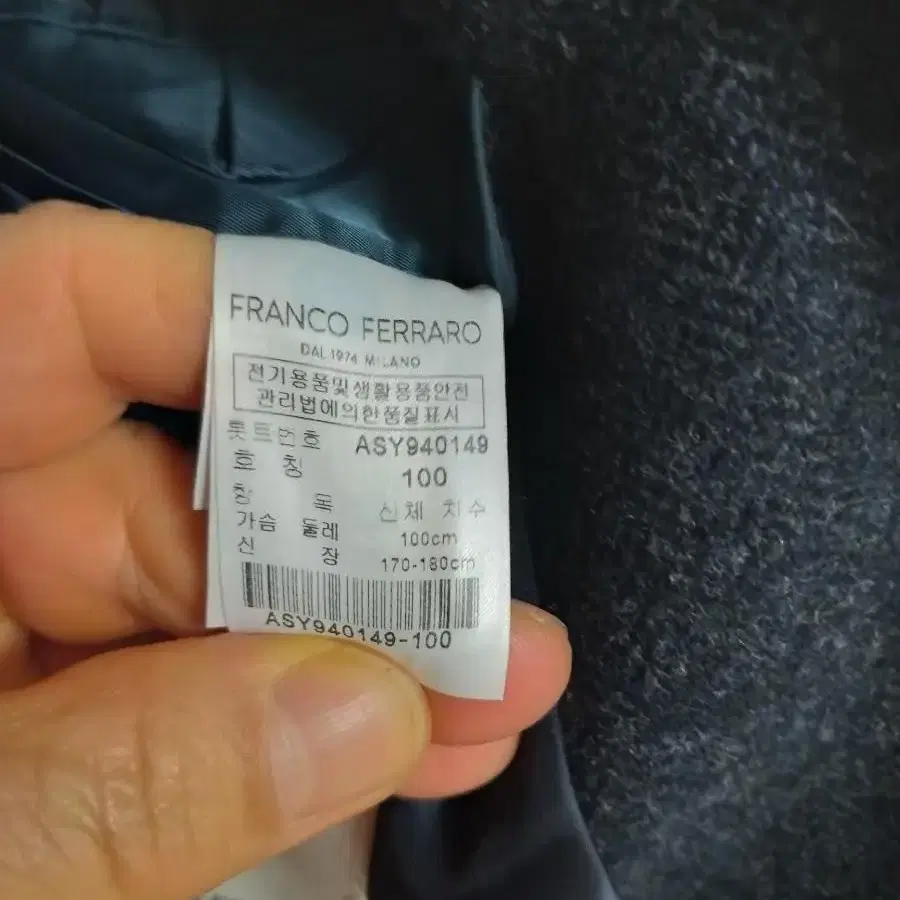 FRANCO FERRARO
DAL 1974 MILANO
전기용품및생활용품안전
관리법에의한품질표시
롯트번호 ASY940149
호 칭 100
항 목 신체 치수
가슴 둘레 100cm
신 장 170-180cm
ASY940149-100